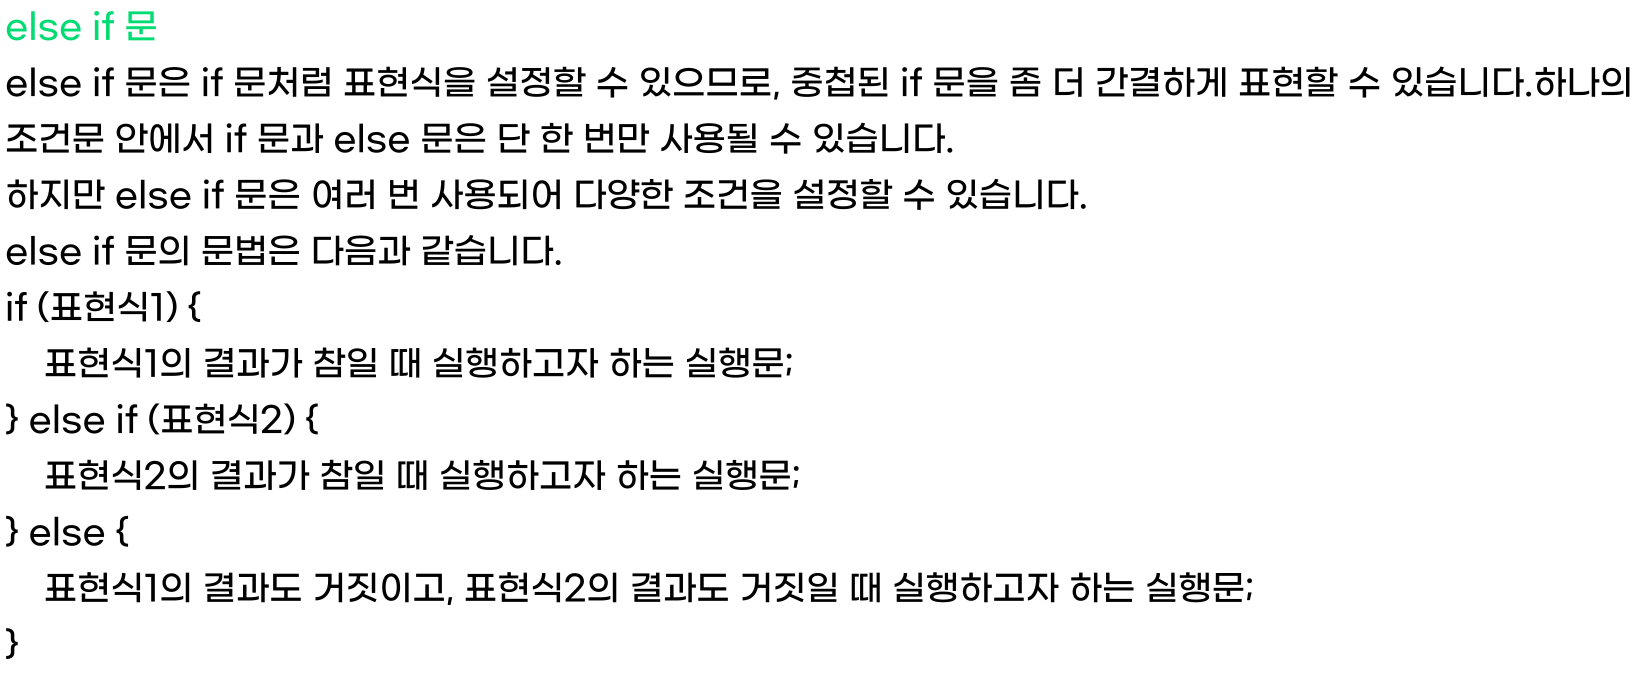 else if 문
else if 문은 if 문처럼 표현식을 설정할 수 있으므로, 중첩된 if 문을 좀 더 간결하게 표현할 수 있습니다.하나의
조건문 안에서 if 문과 else 문은 단 한 번만 사용될 수 있습니다.
하지만 else if 문은 여러 번 사용되어 다양한 조건을 설정할 수 있습니다.
else if 문의 문법은 다음과 같습니다.
if (표현식1) {
    표현식1의 결과가 참일 때 실행하고자 하는 실행문;
} else if (표현식2) {
    표현식2의 결과가 참일 때 실행하고자 하는 실행문;
} else {
    표현식1의 결과도 거짓이고, 표현식2의 결과도 거짓일 때 실행하고자 하는 실행문;
}